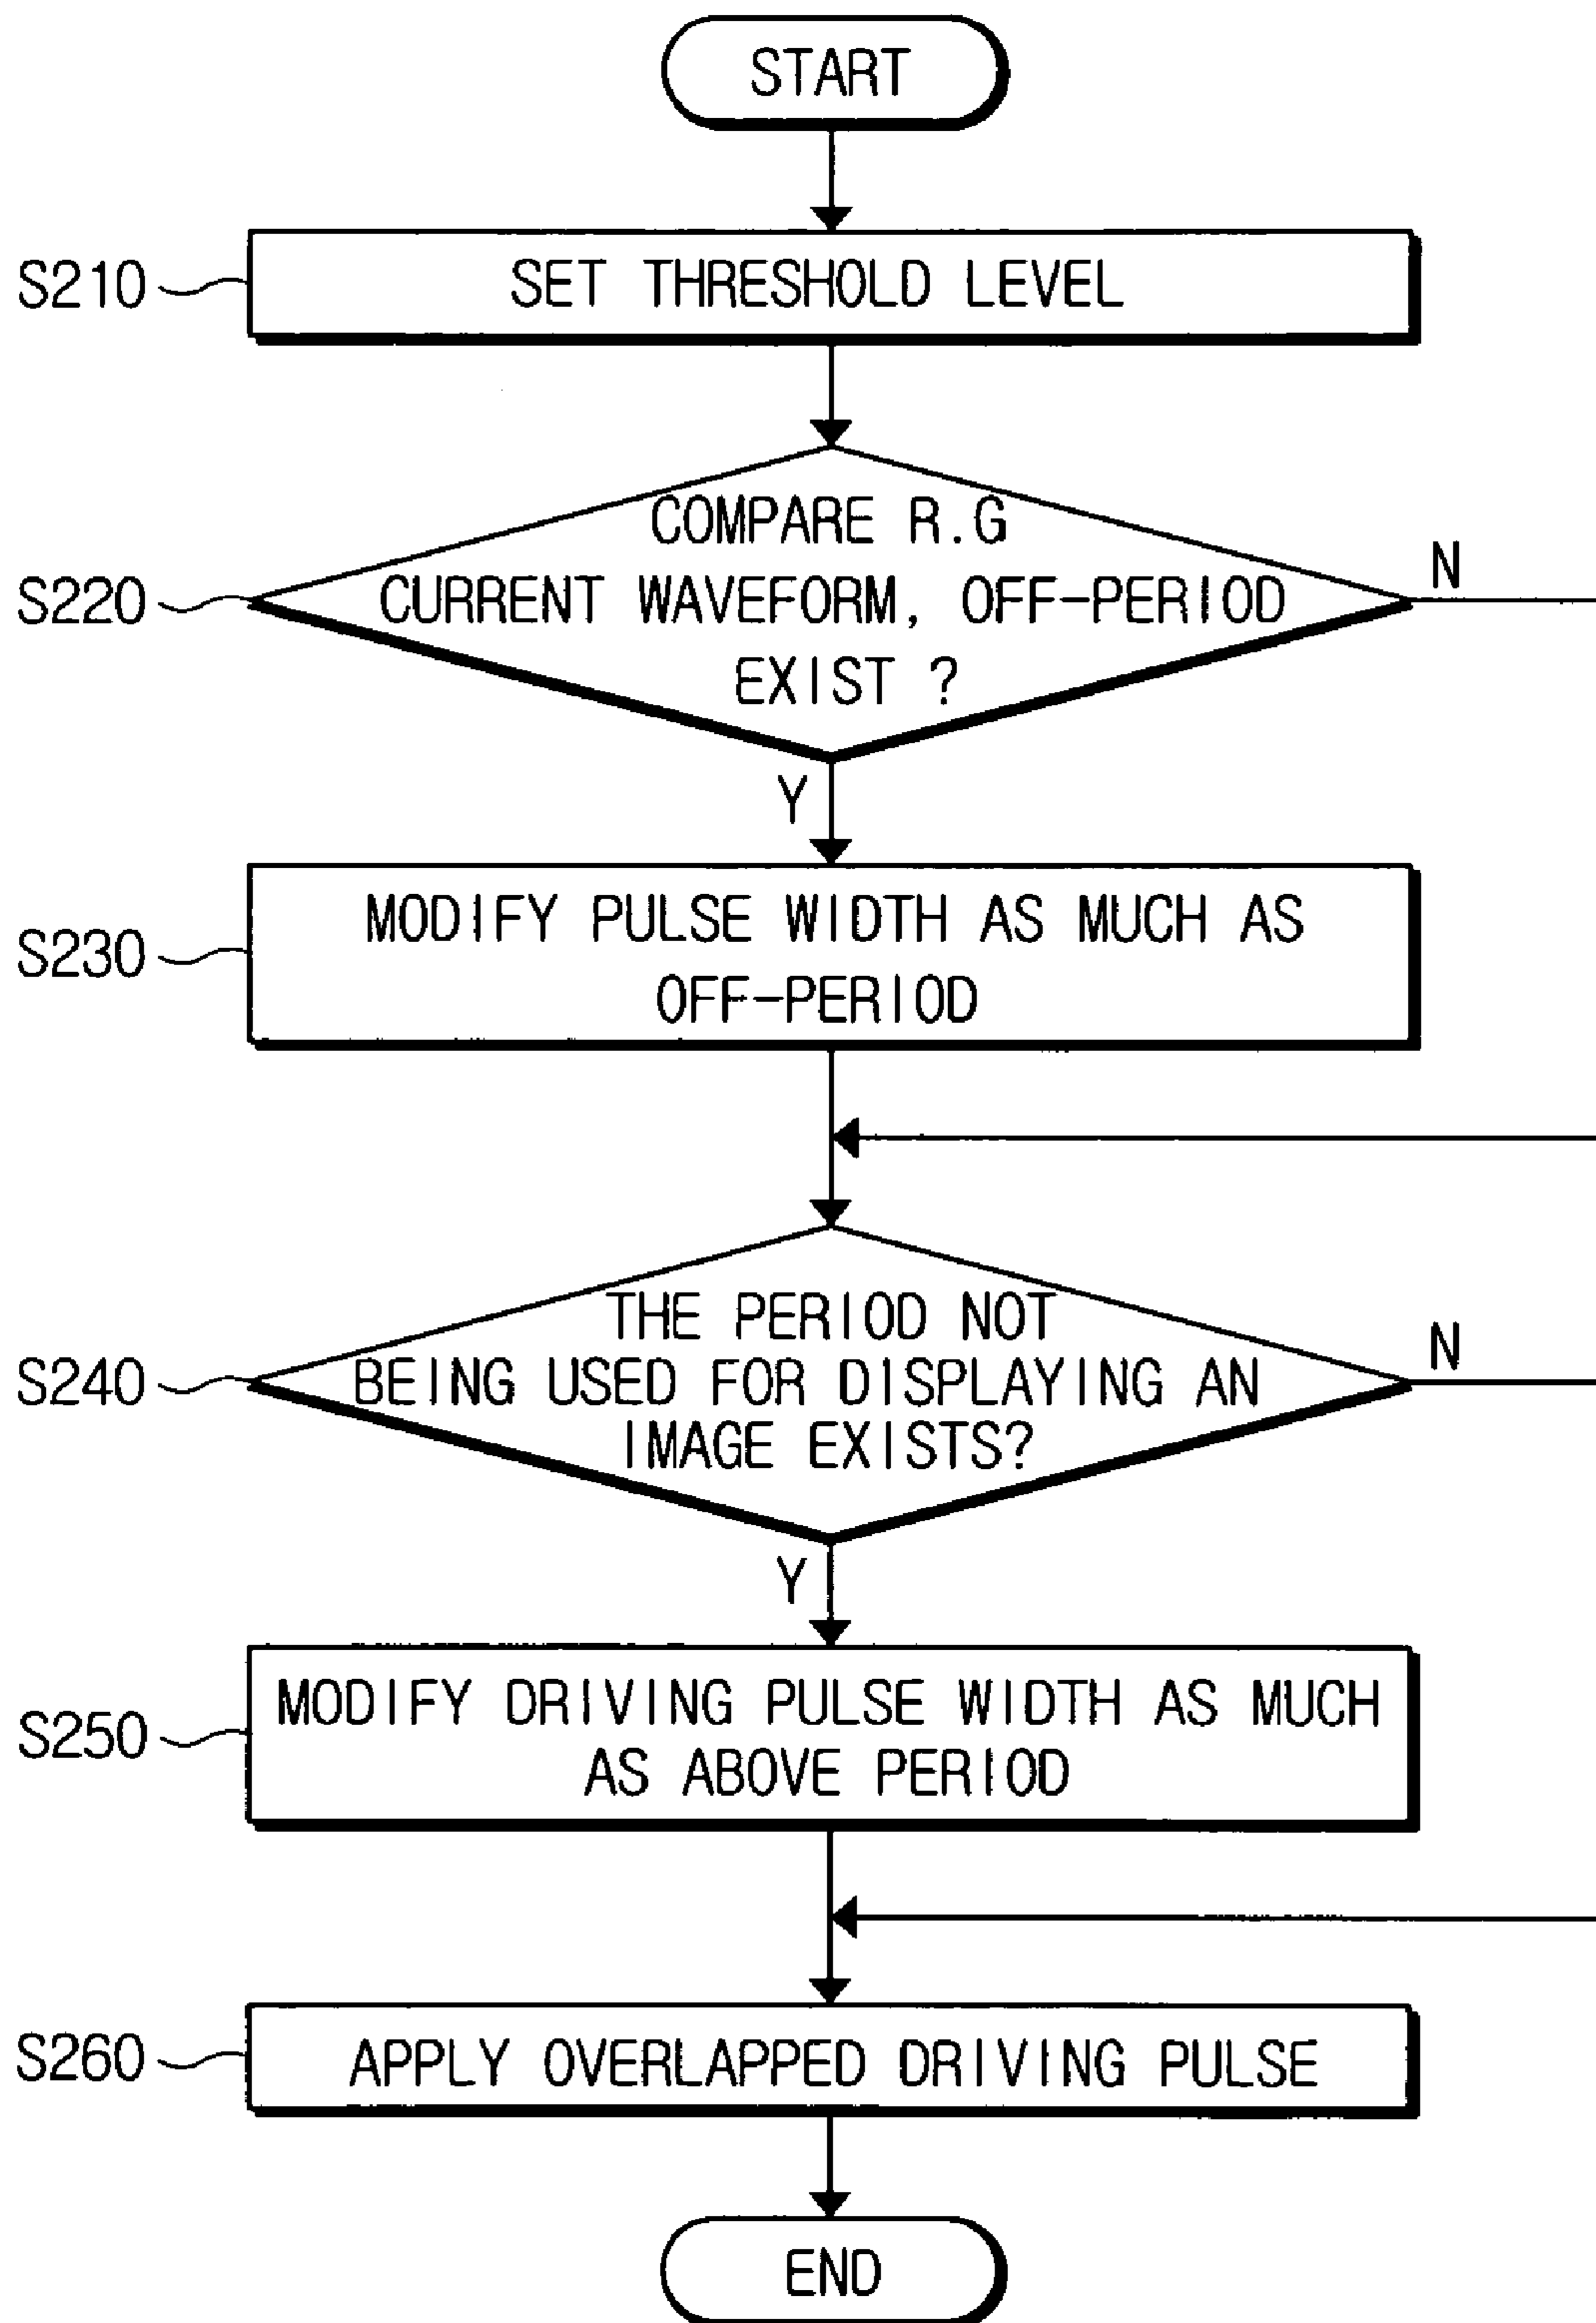 START
S210
SET THRESHOLD LEVEL
S220
COMPARE R.G
CURRENT WAVEFORM, OFF-PERIOD
EXIST ?
N
Y
S230
MODIFY PULSE WIDTH AS MUCH AS
OFF-PERIOD
S240
THE PERIOD NOT
BEING USED FOR DISPLAYING AN
IMAGE EXISTS?
N
Y
S250
MODIFY DRIVING PULSE WIDTH AS MUCH
AS ABOVE PERIOD
S260
APPLY OVERLAPPED DRIVING PULSE
END